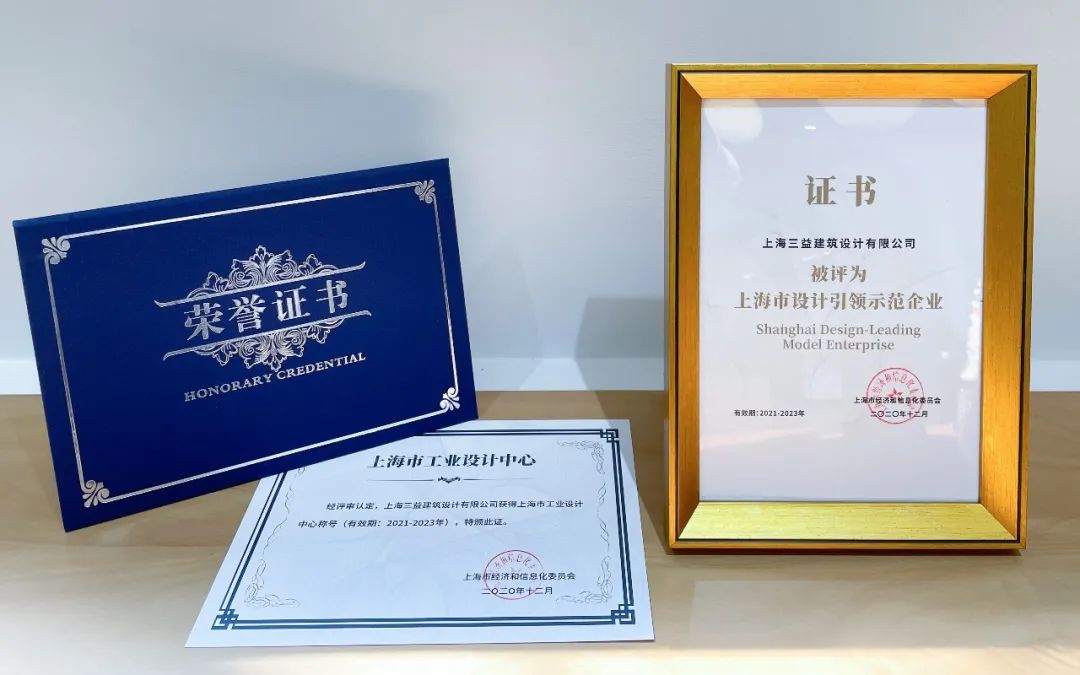 荣誉证书
HONORARY CREDENTIAL
上海市工业设计中心
经评审认定，上海三益建筑设计有限公司获得上海市工业设计
中心称号（有效期：2021-2023年），特颁此证。
上海市经济和信息化委员会
二〇二〇年十二月
证书
上海三益建筑设计有限公司
被评为
上海市设计引领示范企业
Shanghai Design-Leading
Model Enterprise
上海市经济和信息化委员会
有效期：2021-2023年
二〇二〇年十二月